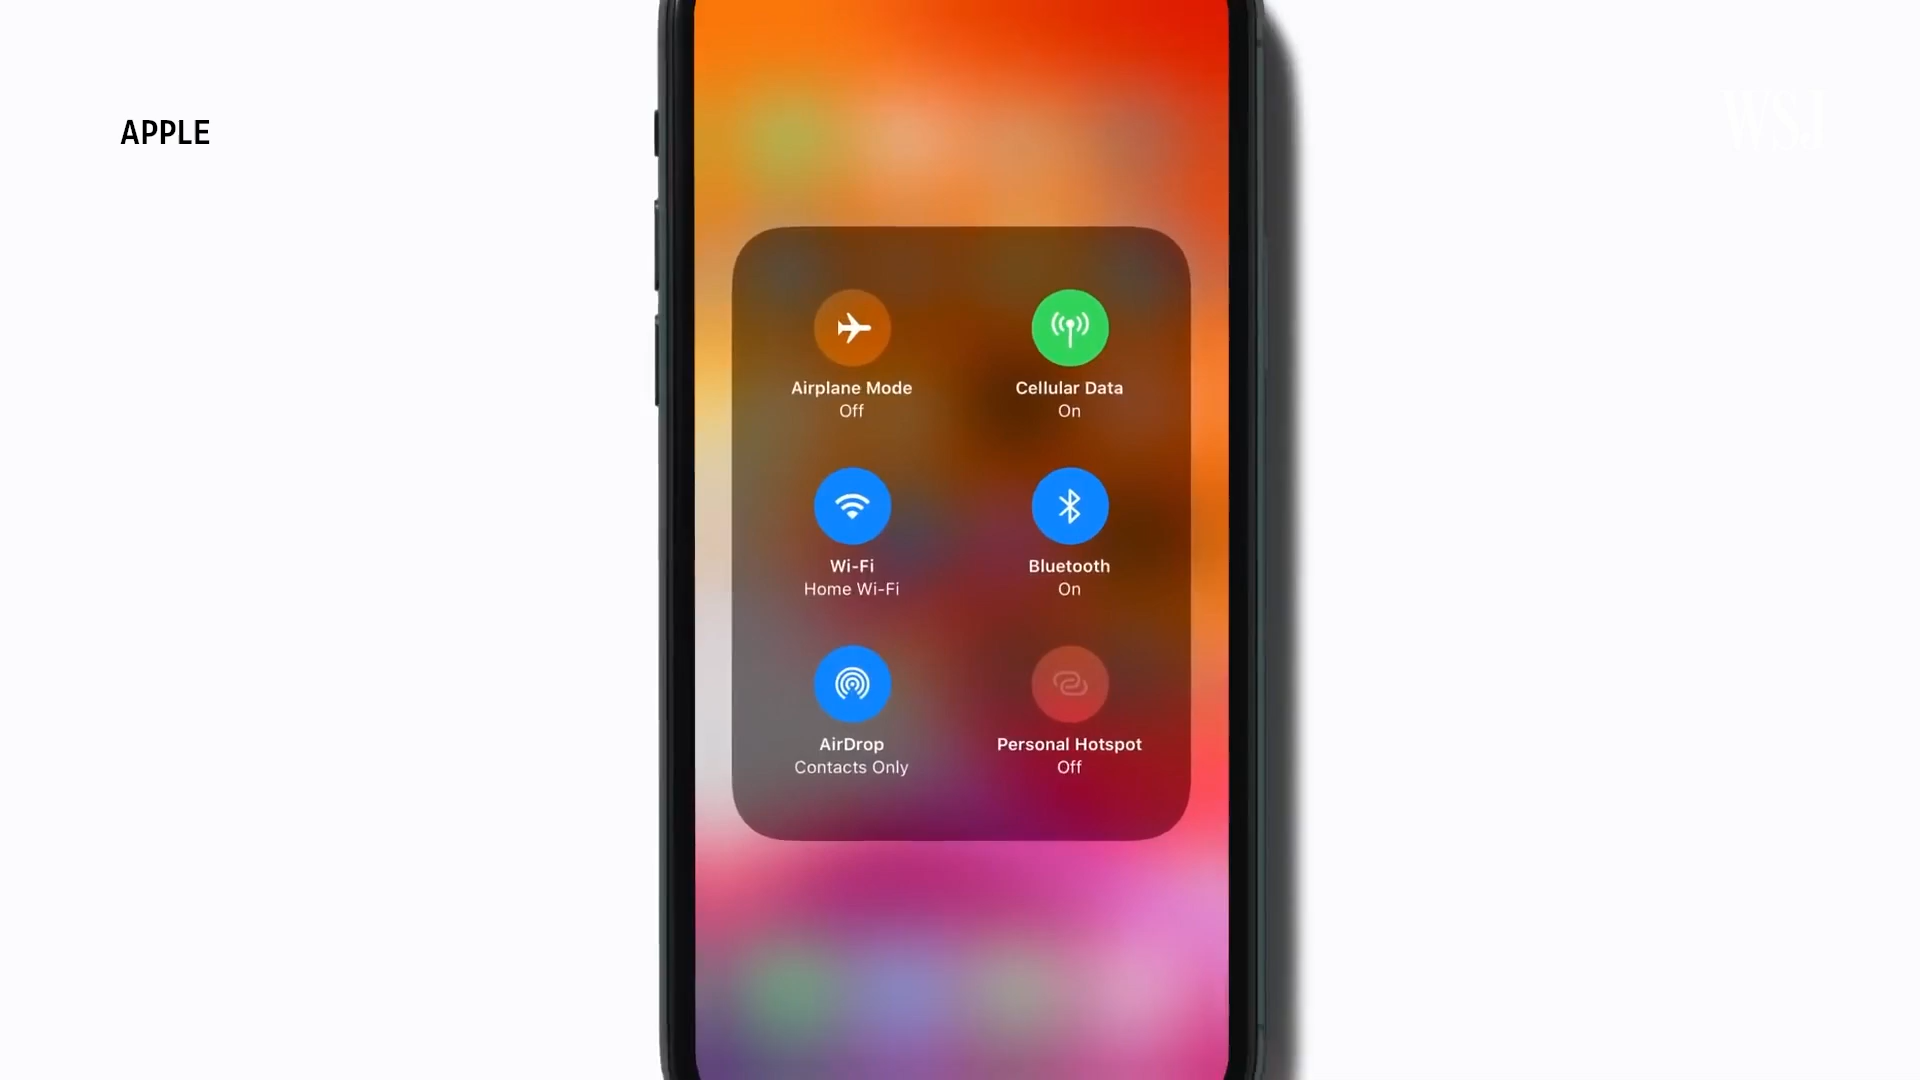 APPLE
WSJ
Airplane Mode
Off
Cellular Data
On
Wi-Fi
Home Wi-Fi
Bluetooth
On
AirDrop
Contacts Only
Personal Hotspot
Off